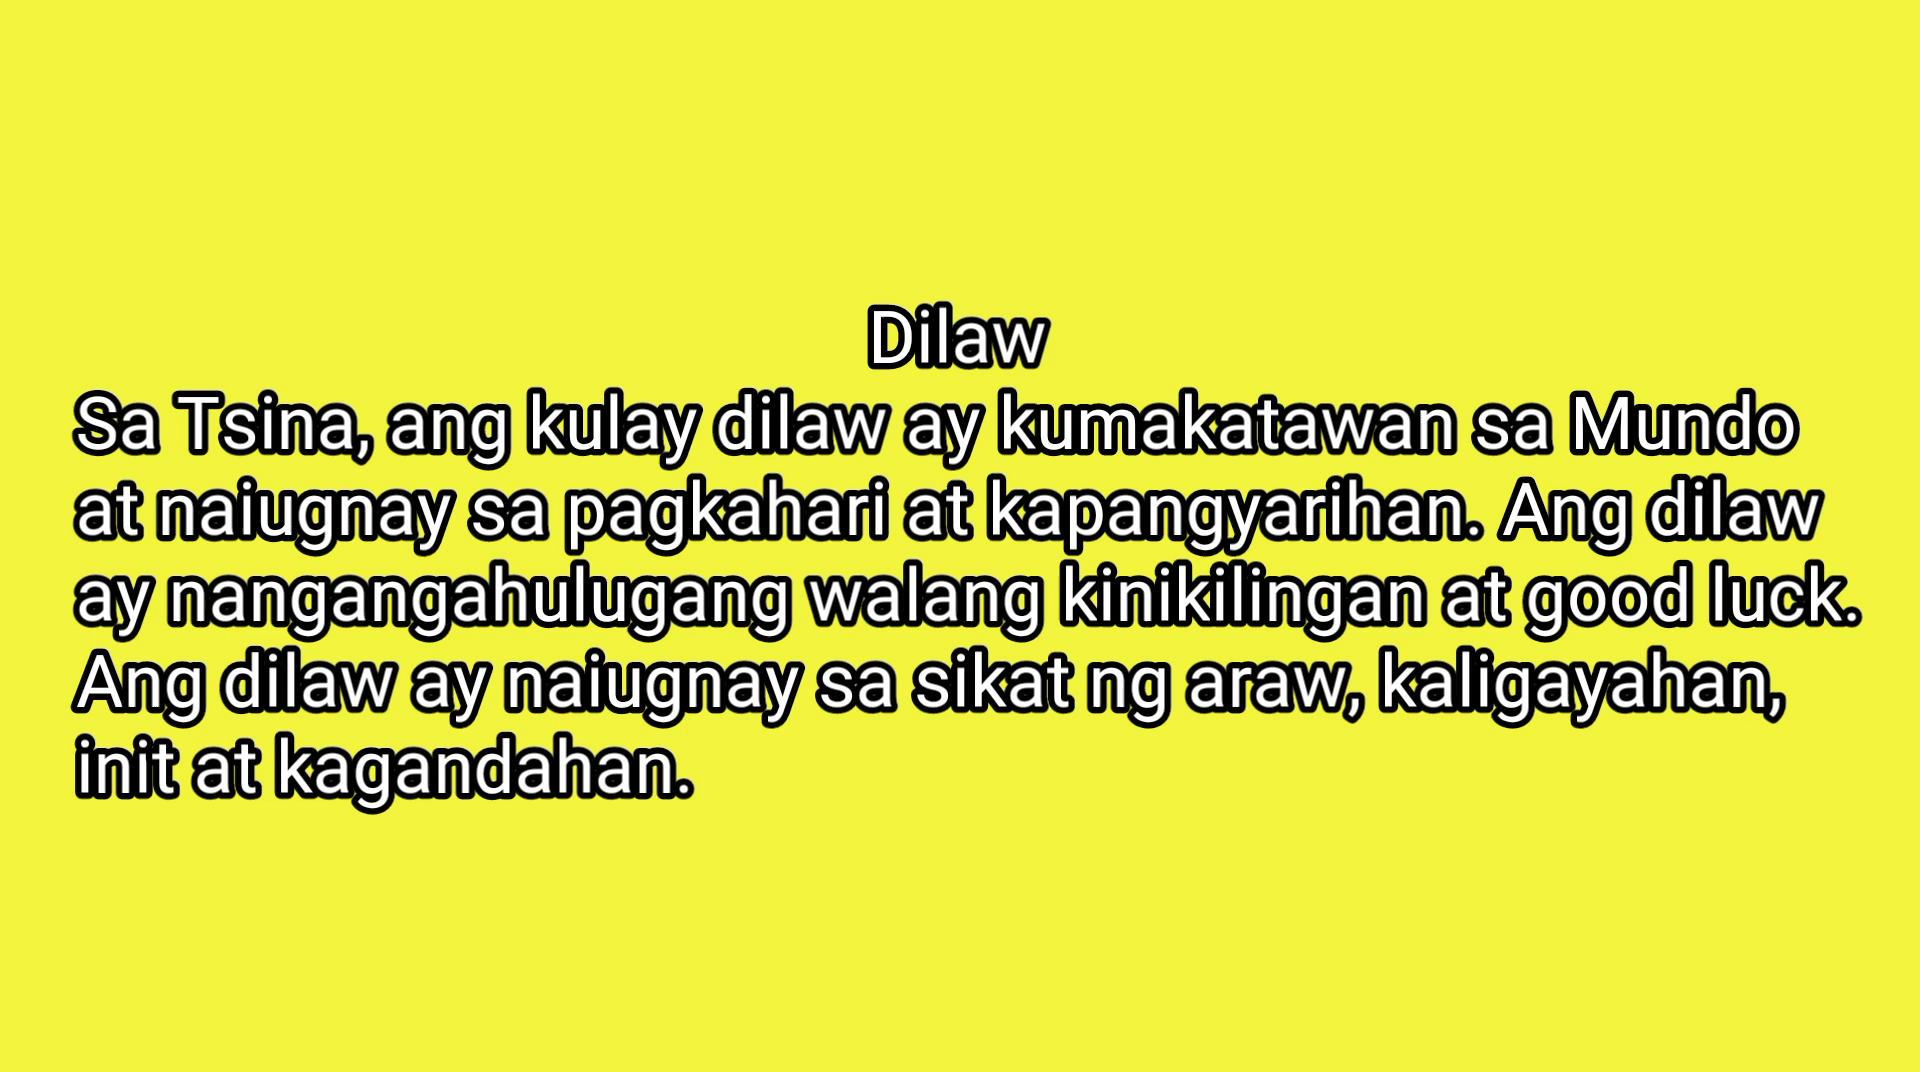 Dilaw
Sa Tsina, ang kulay dilaw ay kumakatawan sa Mundo
at naiugnay sa pagkahari at kapangyarihan. Ang dilaw
ay nangangahulugang walang kinikilingan at good luck.
Ang dilaw ay naiugnay sa sikat ng araw, kaligayahan,
init at kagandahan.